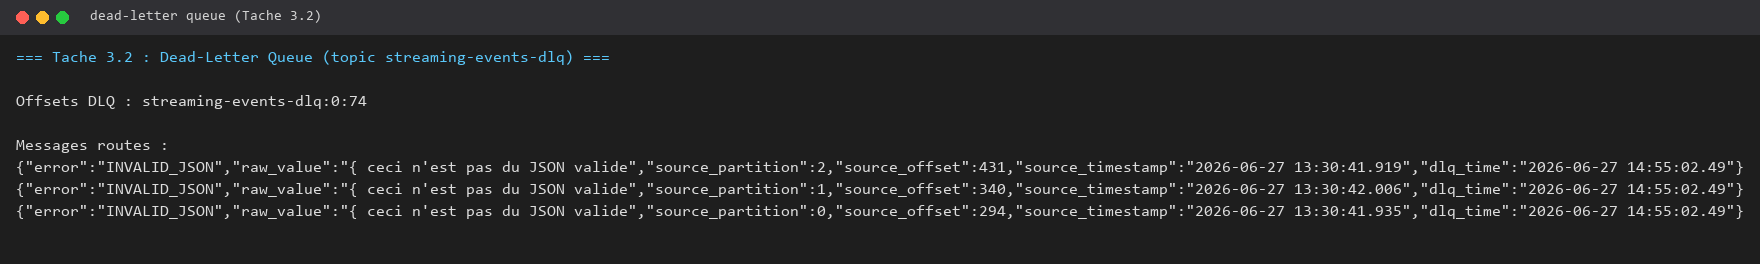 dead-letter queue (Tache 3.2)
=== Tache 3.2 : Dead-Letter Queue (topic streaming-events-dlq) ===
Offsets DLQ : streaming-events-dlq:0:74
Messages routes :
{"error":"INVALID_JSON","raw_value":"{ ceci n'est pas du JSON valide","source_partition":2,"source_offset":431,"source_timestamp":"2026-06-27 13:30:41.919","dlq_time":"2026-06-27 14:55:02.49"}
{"error":"INVALID_JSON","raw_value":"{ ceci n'est pas du JSON valide","source_partition":1,"source_offset":340,"source_timestamp":"2026-06-27 13:30:42.006","dlq_time":"2026-06-27 14:55:02.49"}
{"error":"INVALID_JSON","raw_value":"{ ceci n'est pas du JSON valide","source_partition":0,"source_offset":294,"source_timestamp":"2026-06-27 13:30:41.935","dlq_time":"2026-06-27 14:55:02.49"}